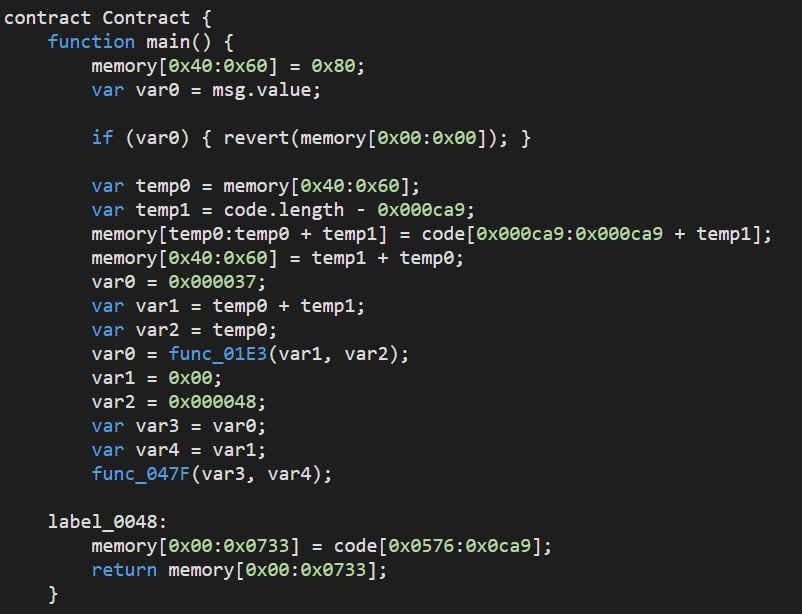 contract Contract {
    function main() {
        memory[0x40:0x60] = 0x80;
        var var0 = msg.value;

        if (var0) { revert(memory[0x00:0x00]); }

        var temp0 = memory[0x40:0x60];
        var temp1 = code.length - 0x000ca9;
        memory[temp0:temp0 + temp1] = code[0x000ca9:0x000ca9 + temp1];
        memory[0x40:0x60] = temp1 + temp0;
        var0 = 0x000037;
        var var1 = temp0 + temp1;
        var var2 = temp0;
        var0 = func_01E3(var1, var2);
        var1 = 0x00;
        var2 = 0x000048;
        var var3 = var0;
        var var4 = var1;
        func_047F(var3, var4);

    label_0048:
        memory[0x00:0x0733] = code[0x0576:0x0ca9];
        return memory[0x00:0x0733];
    }